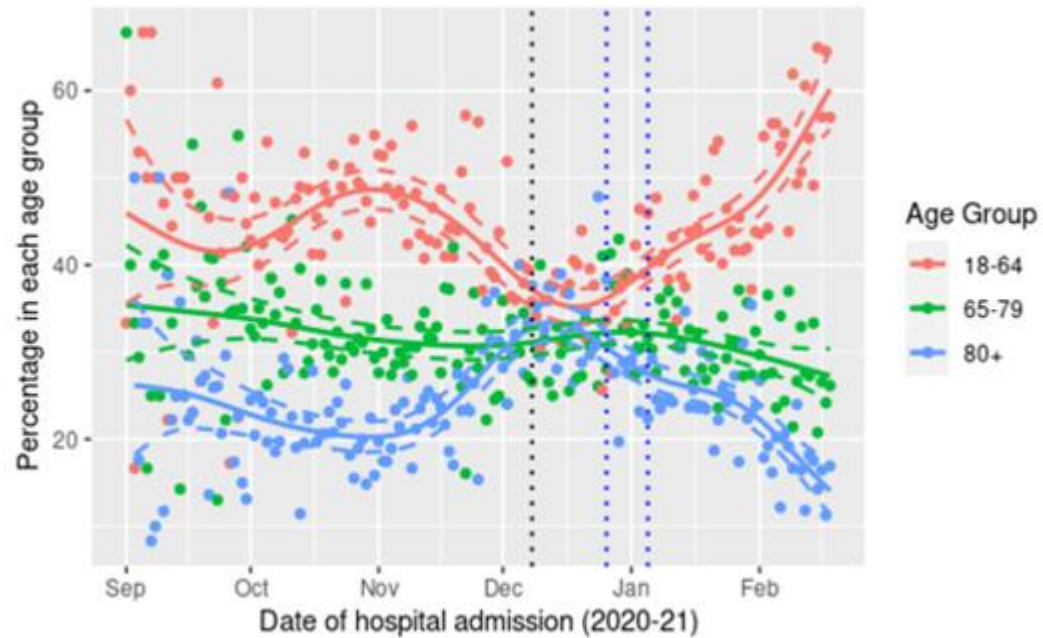 60
40
20
Percentage in each age group
Sep Oct Nov Dec Jan Feb
Date of hospital admission (2020-21)
Age Group
18-64
65-79
80+